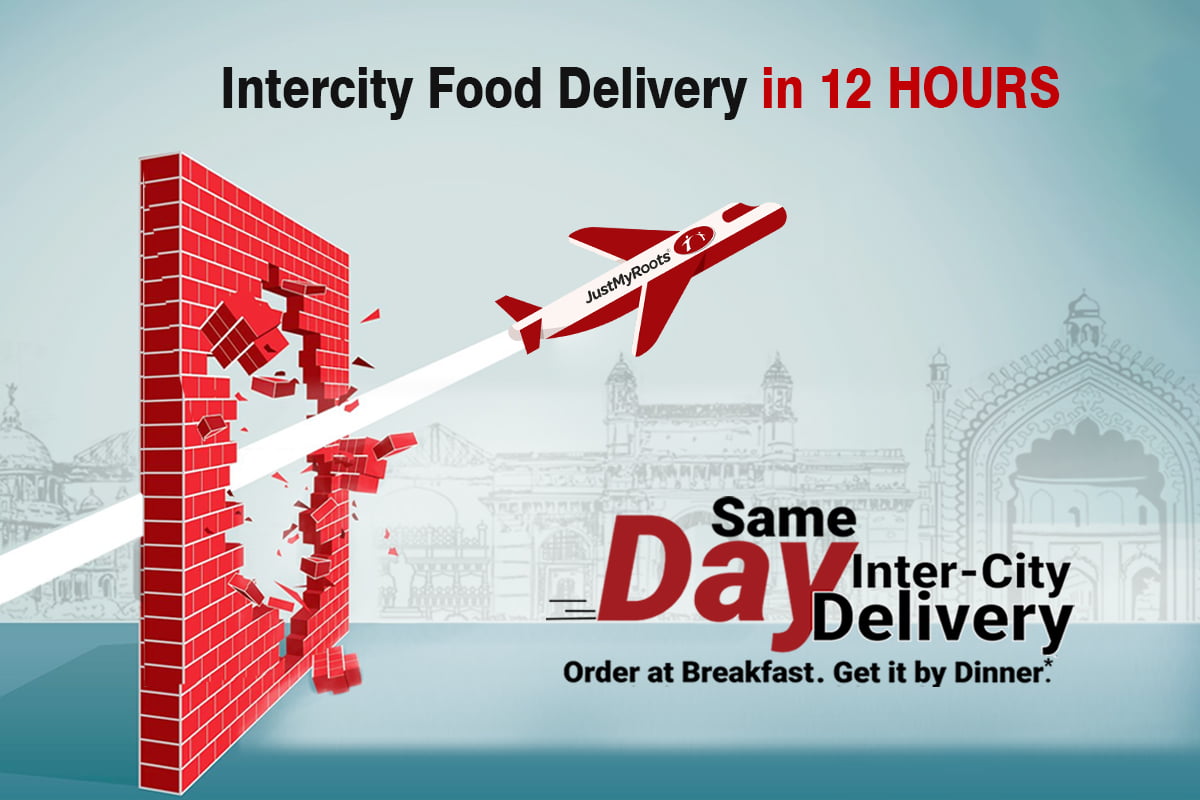 Intercity Food Delivery in 12 HOURS
JustMyRoots
Same
Day
Inter-City
Delivery
Order at Breakfast. Get it by Dinner*.